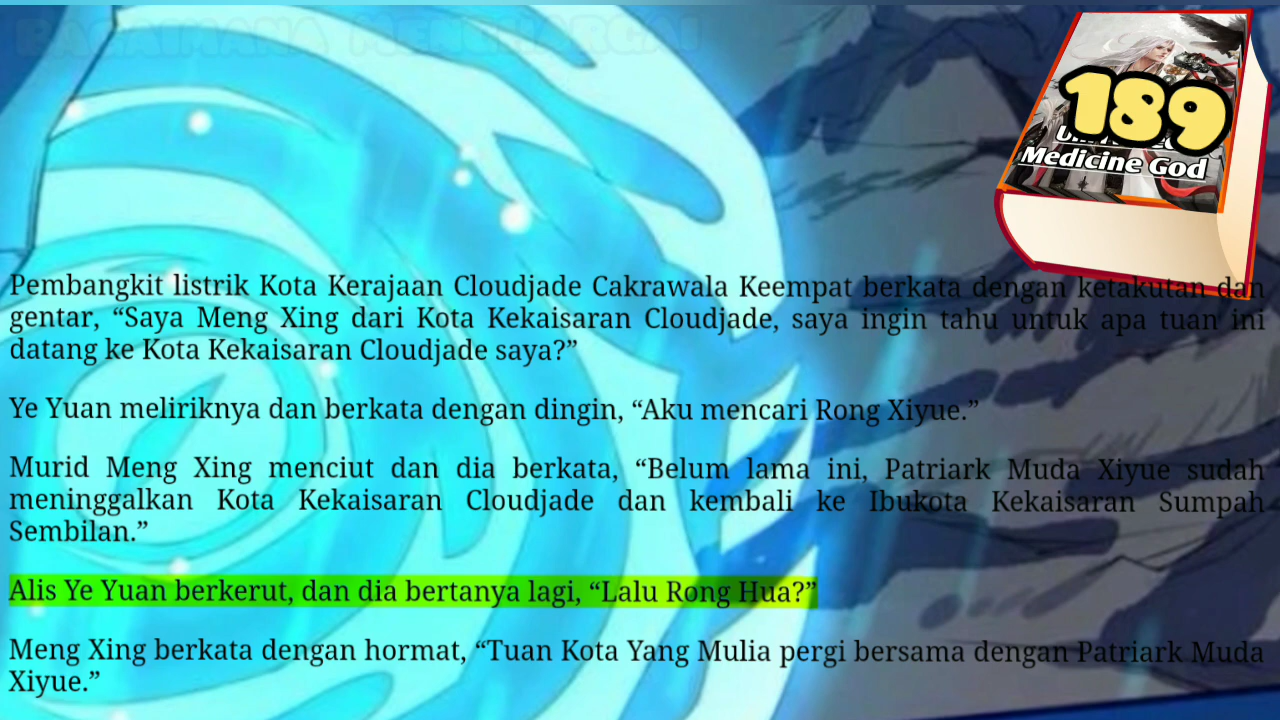 BAGAIMANA MENGHARGAI
189
Medicine God
Pembangkit listrik Kota Kerajaan Cloudjade Cakrawala Keempat berkata dengan ketakutan dan
gentar, “Saya Meng Xing dari Kota Kekaisaran Cloudjade, saya ingin tahu untuk apa tuan ini
datang ke Kota Kekaisaran Cloudjade saya?”
Ye Yuan meliriknya dan berkata dengan dingin, “Aku mencari Rong Xiyue.”
Murid Meng Xing menciut dan dia berkata, “Belum lama ini, Patriark Muda Xiyue sudah
meninggalkan Kota Kekaisaran Cloudjade dan kembali ke Ibukota Kekaisaran Sumpah
Sembilan.”
Alis Ye Yuan berkerut, dan dia bertanya lagi, “Lalu Rong Hua?”
Meng Xing berkata dengan hormat, “Tuan Kota Yang Mulia pergi bersama dengan Patriark Muda
Xiyue.”